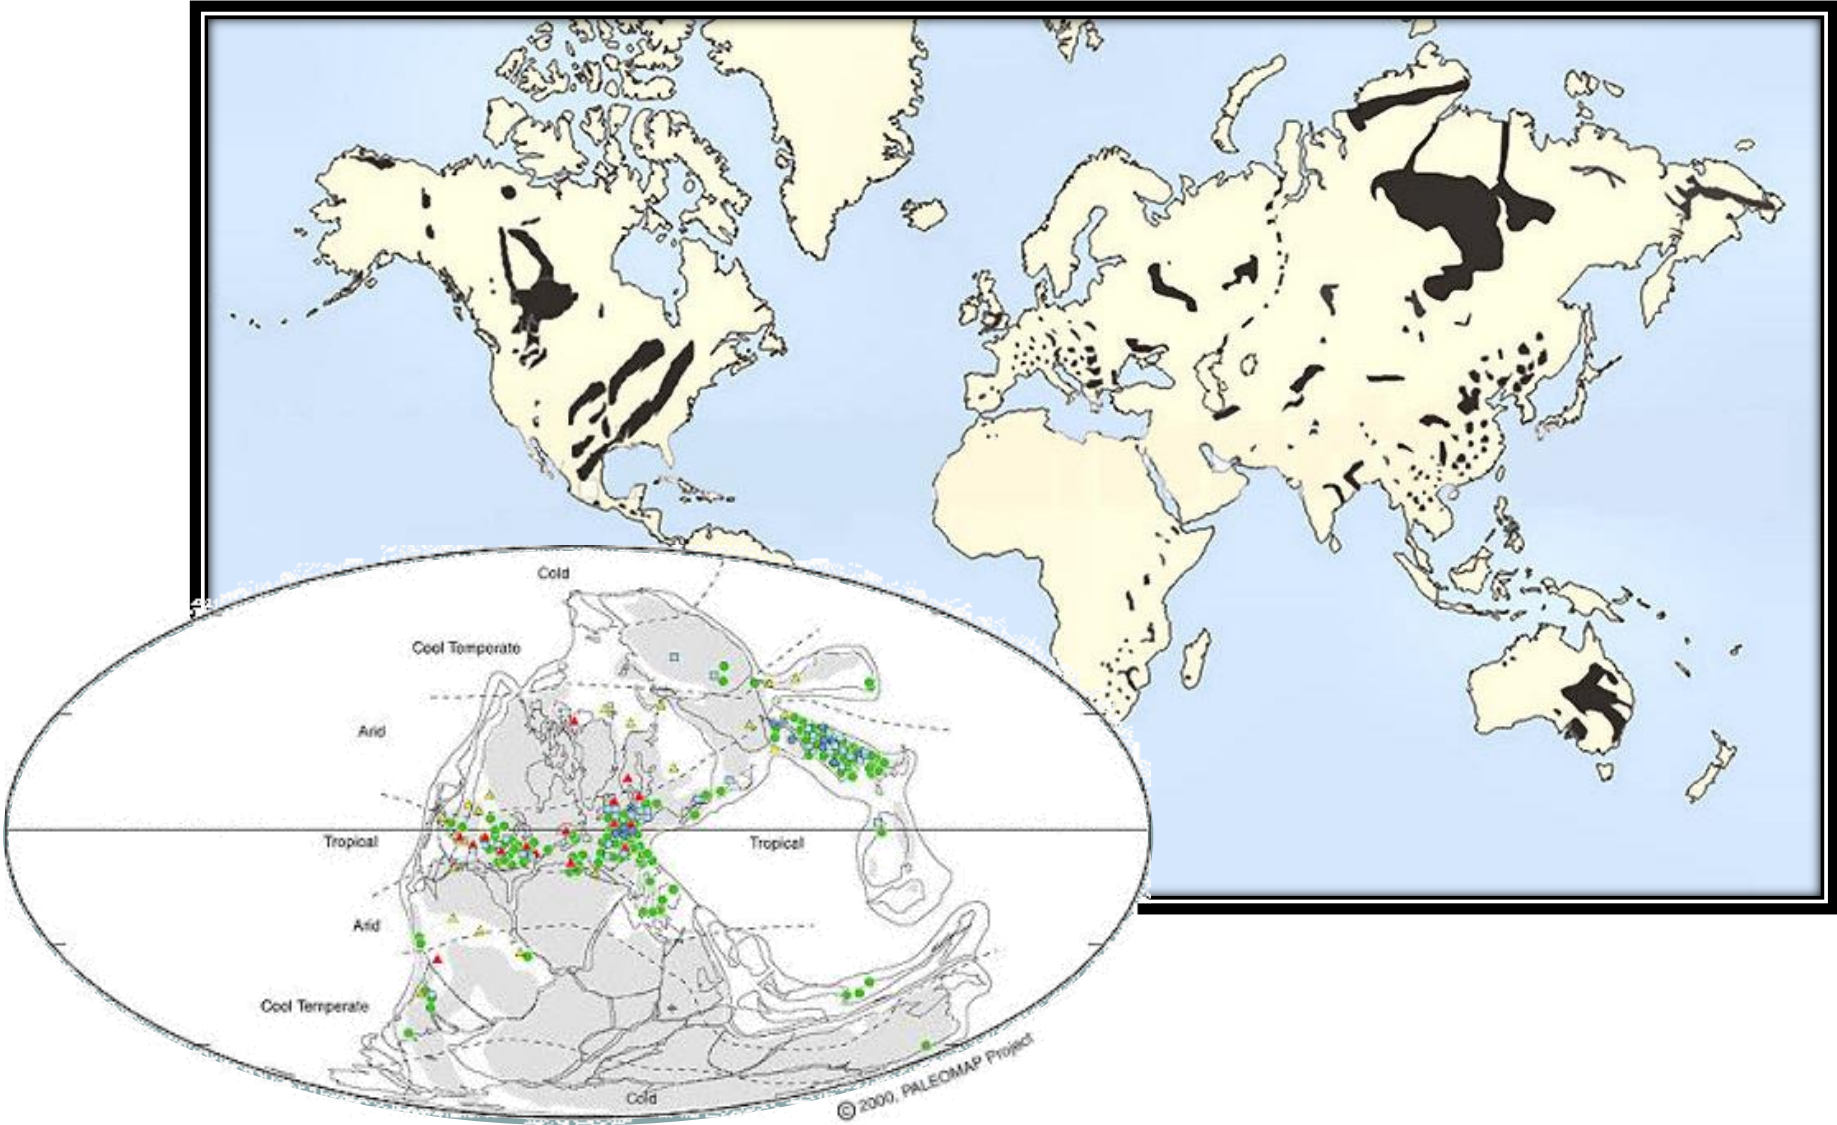 Cold
Cool Temperate
Arid
Tropical
Tropical
Arid
Cool Temperate
Cold
© 2000, PALEOMAP Project